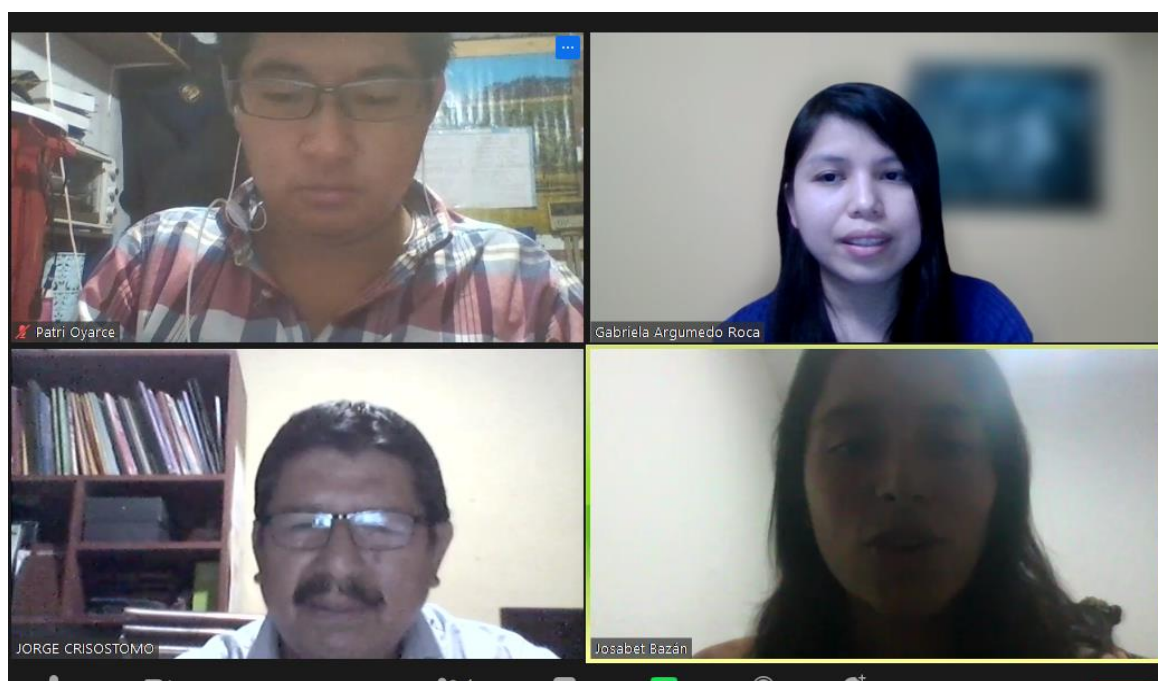 Patri Oyarce
Gabriela Argumedo Roca
JORGE CRISOSTOMO
Josabet Bazán